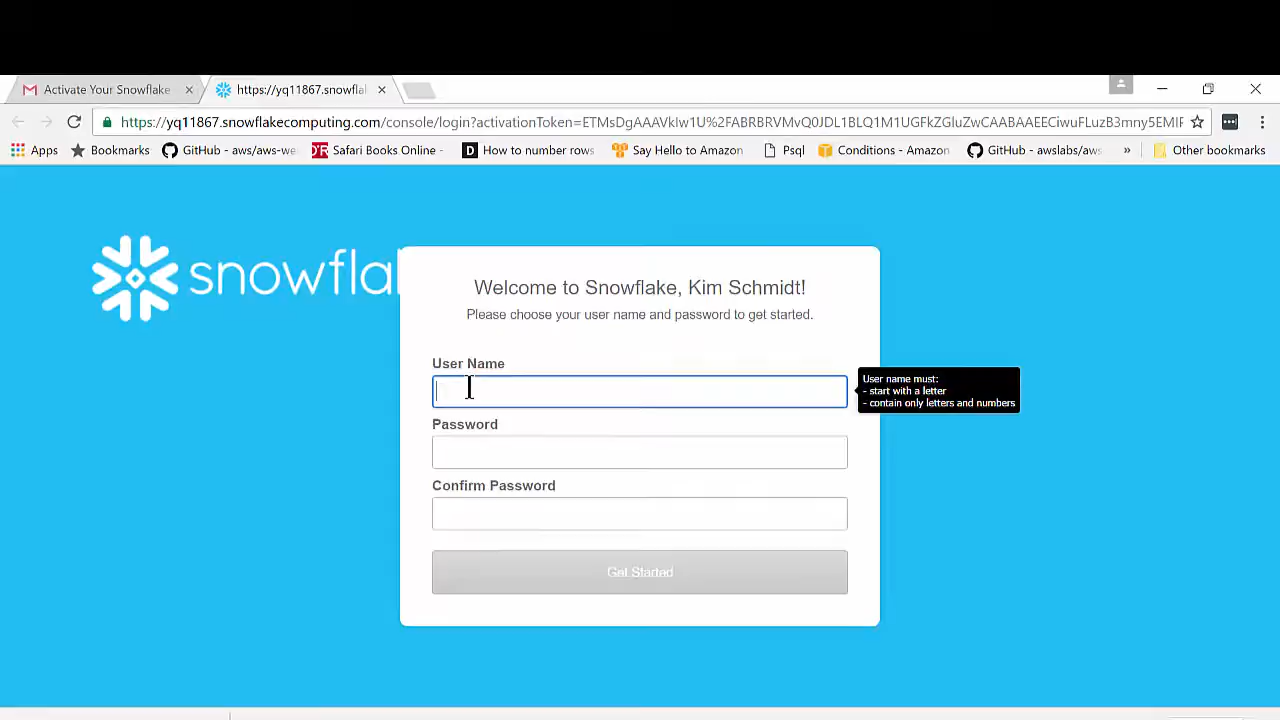 Activate Your Snowflake
https://yq11867.snowfla
https://yq11867.snowflakecomputing.com/console/login?activationToken=ETMsDgAAAVkIw1U%2FABRBRVMvQ0JDL1BLQ1M1UGFkZGluZwCAABAAEECiwuFLuzB3mny5EMIF
Apps
Bookmarks
GitHub - aws/aws-we
Safari Books Online
D How to number rows
Say Hello to Amazon
Psql
Conditions - Amazon
GitHub - awslabs/aws
»
Other bookmarks
snowflak
Welcome to Snowflake, Kim Schmidt!
Please choose your user name and password to get started.
User Name
User name must:
- start with a letter
- contain only letters and numbers
Password
Confirm Password
Get Started